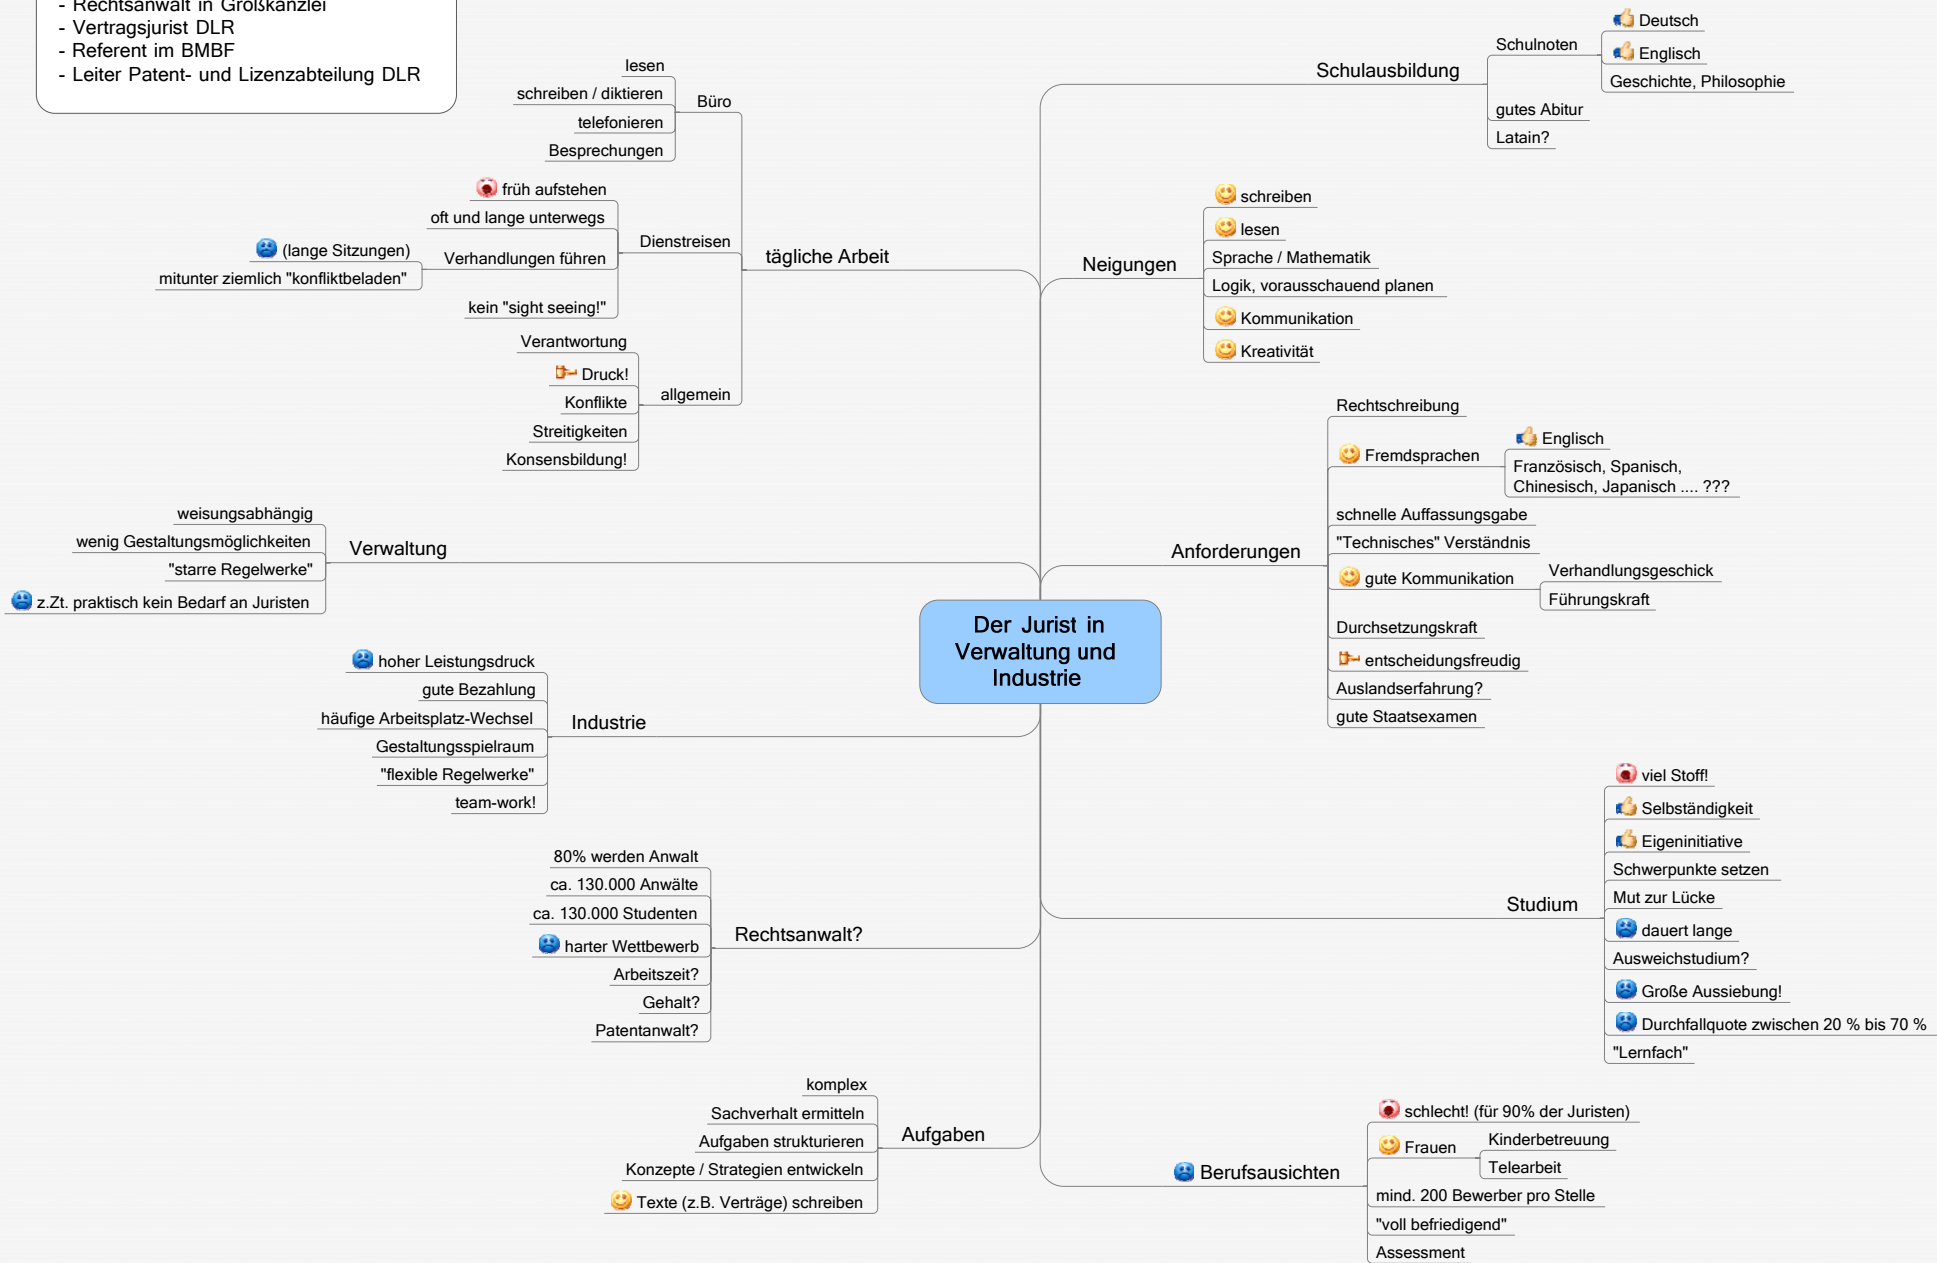 - Rechtsanwalt in Großkanzlei
- Vertragsjurist DLR
- Referent im BMBF
- Leiter Patent- und Lizenzabteilung DLR
Der Jurist in
Verwaltung und
Industrie
Schulausbildung
Schulnoten
Deutsch
Englisch
Geschichte, Philosophie
gutes Abitur
Latain?
Neigungen
schreiben
lesen
Sprache / Mathematik
Logik, vorausschauend planen
Kommunikation
Kreativität
Anforderungen
Rechtschreibung
Fremdsprachen
Englisch
Französisch, Spanisch,
Chinesisch, Japanisch .... ???
schnelle Auffassungsgabe
"Technisches" Verständnis
gute Kommunikation
Verhandlungsgeschick
Führungskraft
Durchsetzungskraft
entscheidungsfreudig
Auslandserfahrung?
gute Staatsexamen
Studium
viel Stoff!
Selbständigkeit
Eigeninitiative
Schwerpunkte setzen
Mut zur Lücke
dauert lange
Ausweichstudium?
Große Aussiebung!
Durchfallquote zwischen 20 % bis 70 %
"Lernfach"
Berufsausichten
schlecht! (für 90% der Juristen)
Frauen
Kinderbetreuung
Telearbeit
mind. 200 Bewerber pro Stelle
"voll befriedigend"
Assessment
tägliche Arbeit
Büro
lesen
schreiben / diktieren
telefonieren
Besprechungen
Dienstreisen
früh aufstehen
oft und lange unterwegs
Verhandlungen führen
(lange Sitzungen)
mitunter ziemlich "konfliktbeladen"
kein "sight seeing!"
allgemein
Verantwortung
Druck!
Konflikte
Streitigkeiten
Konsensbildung!
Verwaltung
weisungsabhängig
wenig Gestaltungsmöglichkeiten
"starre Regelwerke"
z.Zt. praktisch kein Bedarf an Juristen
Industrie
hoher Leistungsdruck
gute Bezahlung
häufige Arbeitsplatz-Wechsel
Gestaltungsspielraum
"flexible Regelwerke"
team-work!
Rechtsanwalt?
80% werden Anwalt
ca. 130.000 Anwälte
ca. 130.000 Studenten
harter Wettbewerb
Arbeitszeit?
Gehalt?
Patentanwalt?
Aufgaben
komplex
Sachverhalt ermitteln
Aufgaben strukturieren
Konzepte / Strategien entwickeln
Texte (z.B. Verträge) schreiben